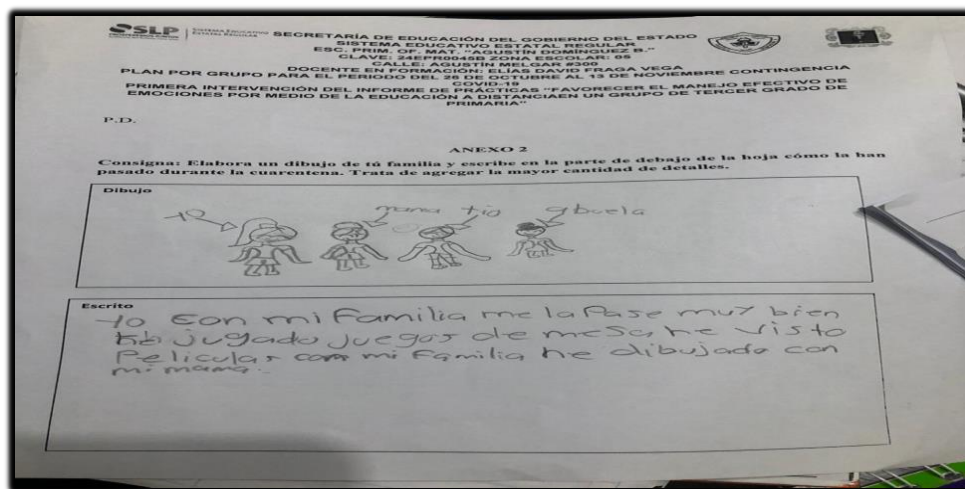 SLP SISTEMA EDUCATIVO ESTATAL REGULAR
SECRETARÍA DE EDUCACIÓN DEL GOBIERNO DEL ESTADO
SISTEMA EDUCATIVO ESTATAL REGULAR
ESC. PRIM. OF. MAT. "AGUSTÍN DOMÍNGUEZ B."
CLAVE: 24EPR0045B ZONA ESCOLAR: 05
CALLE: AGUSTÍN MELGAR #300
DOCENTE EN FORMACIÓN: ELÍAS DAVID FRAGA VEGA
PLAN POR GRUPO PARA EL PERIODO DEL 26 DE OCTUBRE AL 13 DE NOVIEMBRE CONTINGENCIA
COVID-19
PRIMERA INTERVENCIÓN DEL INFORME DE PRÁCTICAS "FAVORECER EL MANEJO EFECTIVO DE
EMOCIONES POR MEDIO DE LA EDUCACIÓN A DISTANCIAEN UN GRUPO DE TERCER GRADO DE
PRIMARIA"
P.D.
ANEXO 2
Consigna: Elabora un dibujo de tú familia y escribe en la parte de debajo de la hoja cómo la han
pasado durante la cuarentena. Trata de agregar la mayor cantidad de detalles.
Dibujo
yo mama tio abuela
Escrito
yo con mi familia me la Pase muy bien
jugado juegos de mesa he visto
Peliculas con mi familia he dibujado con
mi mama.